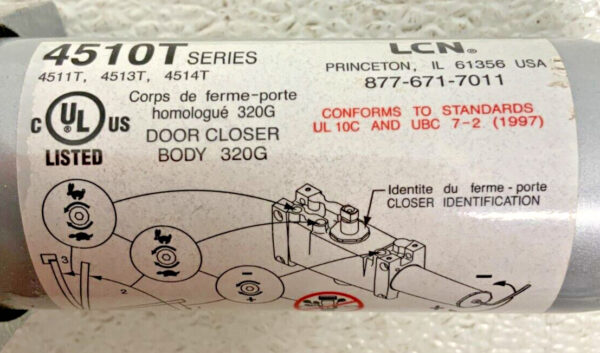 4510T SERIES
4511T, 4513T, 4514T
LCN®
PRINCETON, IL 61356 USA
877-671-7011
C UL® US
LISTED
Corps de ferme-porte
homologué 320G
DOOR CLOSER
BODY 320G
CONFORMS TO STANDARDS
UL 10C AND UBC 7-2 (1997)
Identite du ferme-porte
CLOSER IDENTIFICATION
3
2
−
+
−